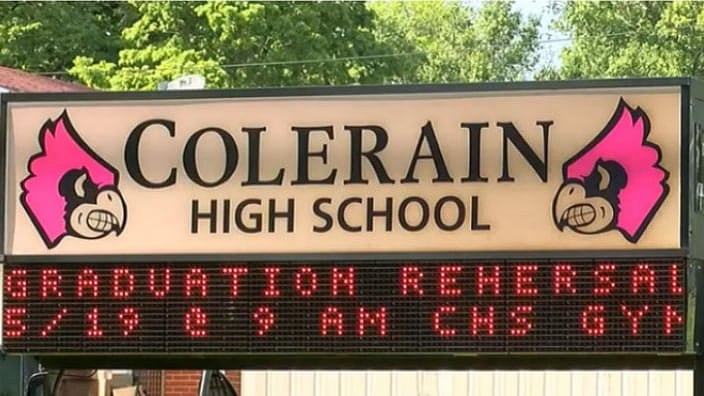 COLERAIN
HIGH SCHOOL
GRADUATION REHERSAL
5/19 @ 9 AM CHS GYM